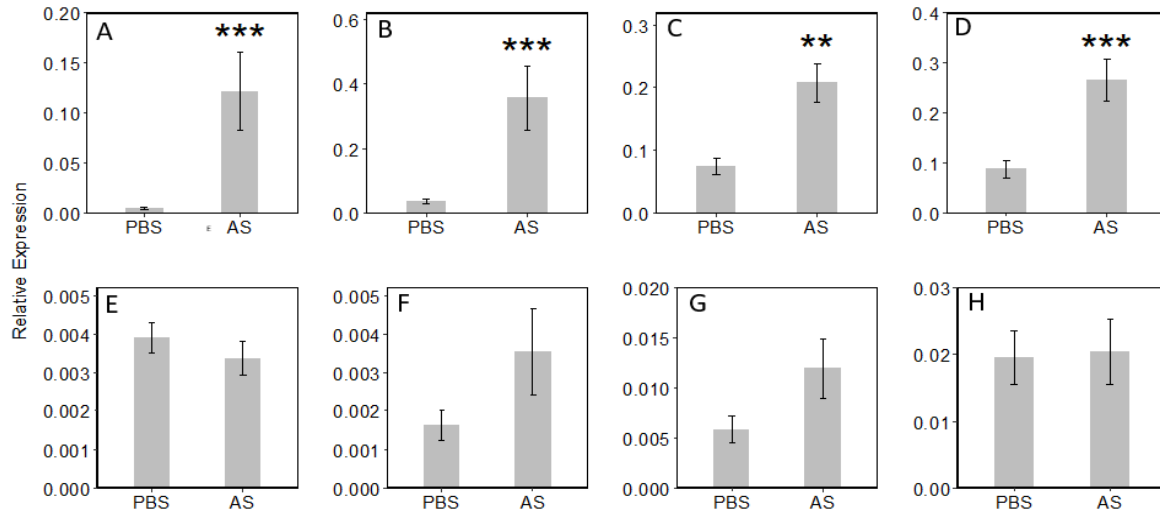 Relative Expression
A
***
0.20
0.15
0.10
0.05
0.00
PBS
ε
AS
B
***
0.6
0.4
0.2
0.0
PBS
AS
C
**
0.3
0.2
0.1
0.0
PBS
AS
D
***
0.4
0.3
0.2
0.1
0.0
PBS
AS
E
0.005
0.004
0.003
0.002
0.001
0.000
PBS
AS
F
0.005
0.004
0.003
0.002
0.001
0.000
PBS
AS
G
0.020
0.015
0.010
0.005
0.000
PBS
AS
H
0.03
0.02
0.01
0.00
PBS
AS